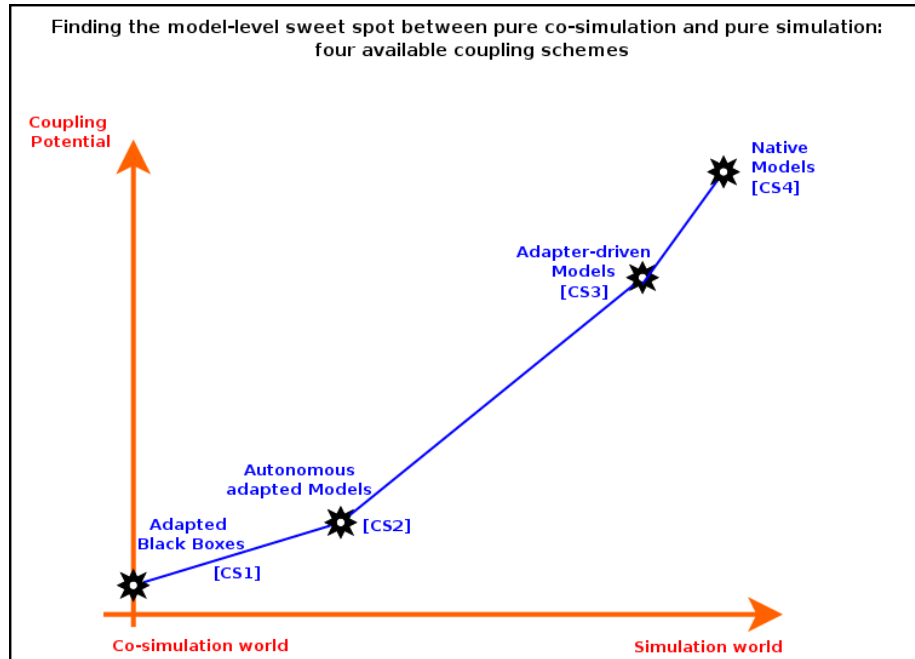 Finding the model-level sweet spot between pure co-simulation and pure simulation:
four available coupling schemes
Coupling
Potential
Native
Models
[CS4]
Adapter-driven
Models
[CS3]
Autonomous
adapted Models
[CS2]
Adapted
Black Boxes
[CS1]
Co-simulation world
Simulation world